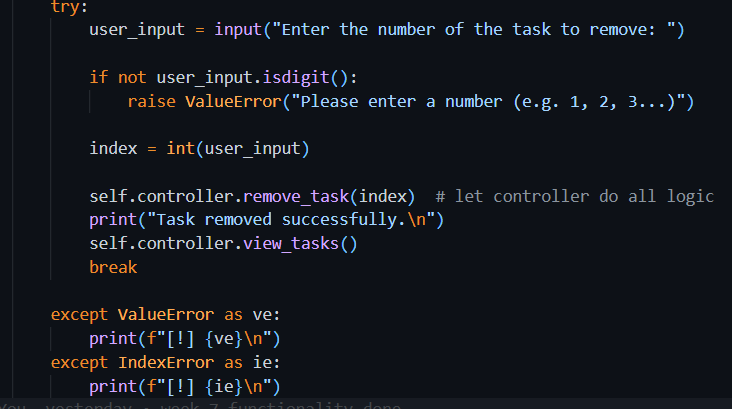 try:
user_input = input("Enter the number of the task to remove: ")
if not user_input.isdigit():
raise ValueError("Please enter a number (e.g. 1, 2, 3...)")
index = int(user_input)
self.controller.remove_task(index)  # let controller do all logic
print("Task removed successfully.\n")
self.controller.view_tasks()
break
except ValueError as ve:
print(f"[!] {ve}\n")
except IndexError as ie:
print(f"[!] {ie}\n")
You, yesterday • week 7 functionality done